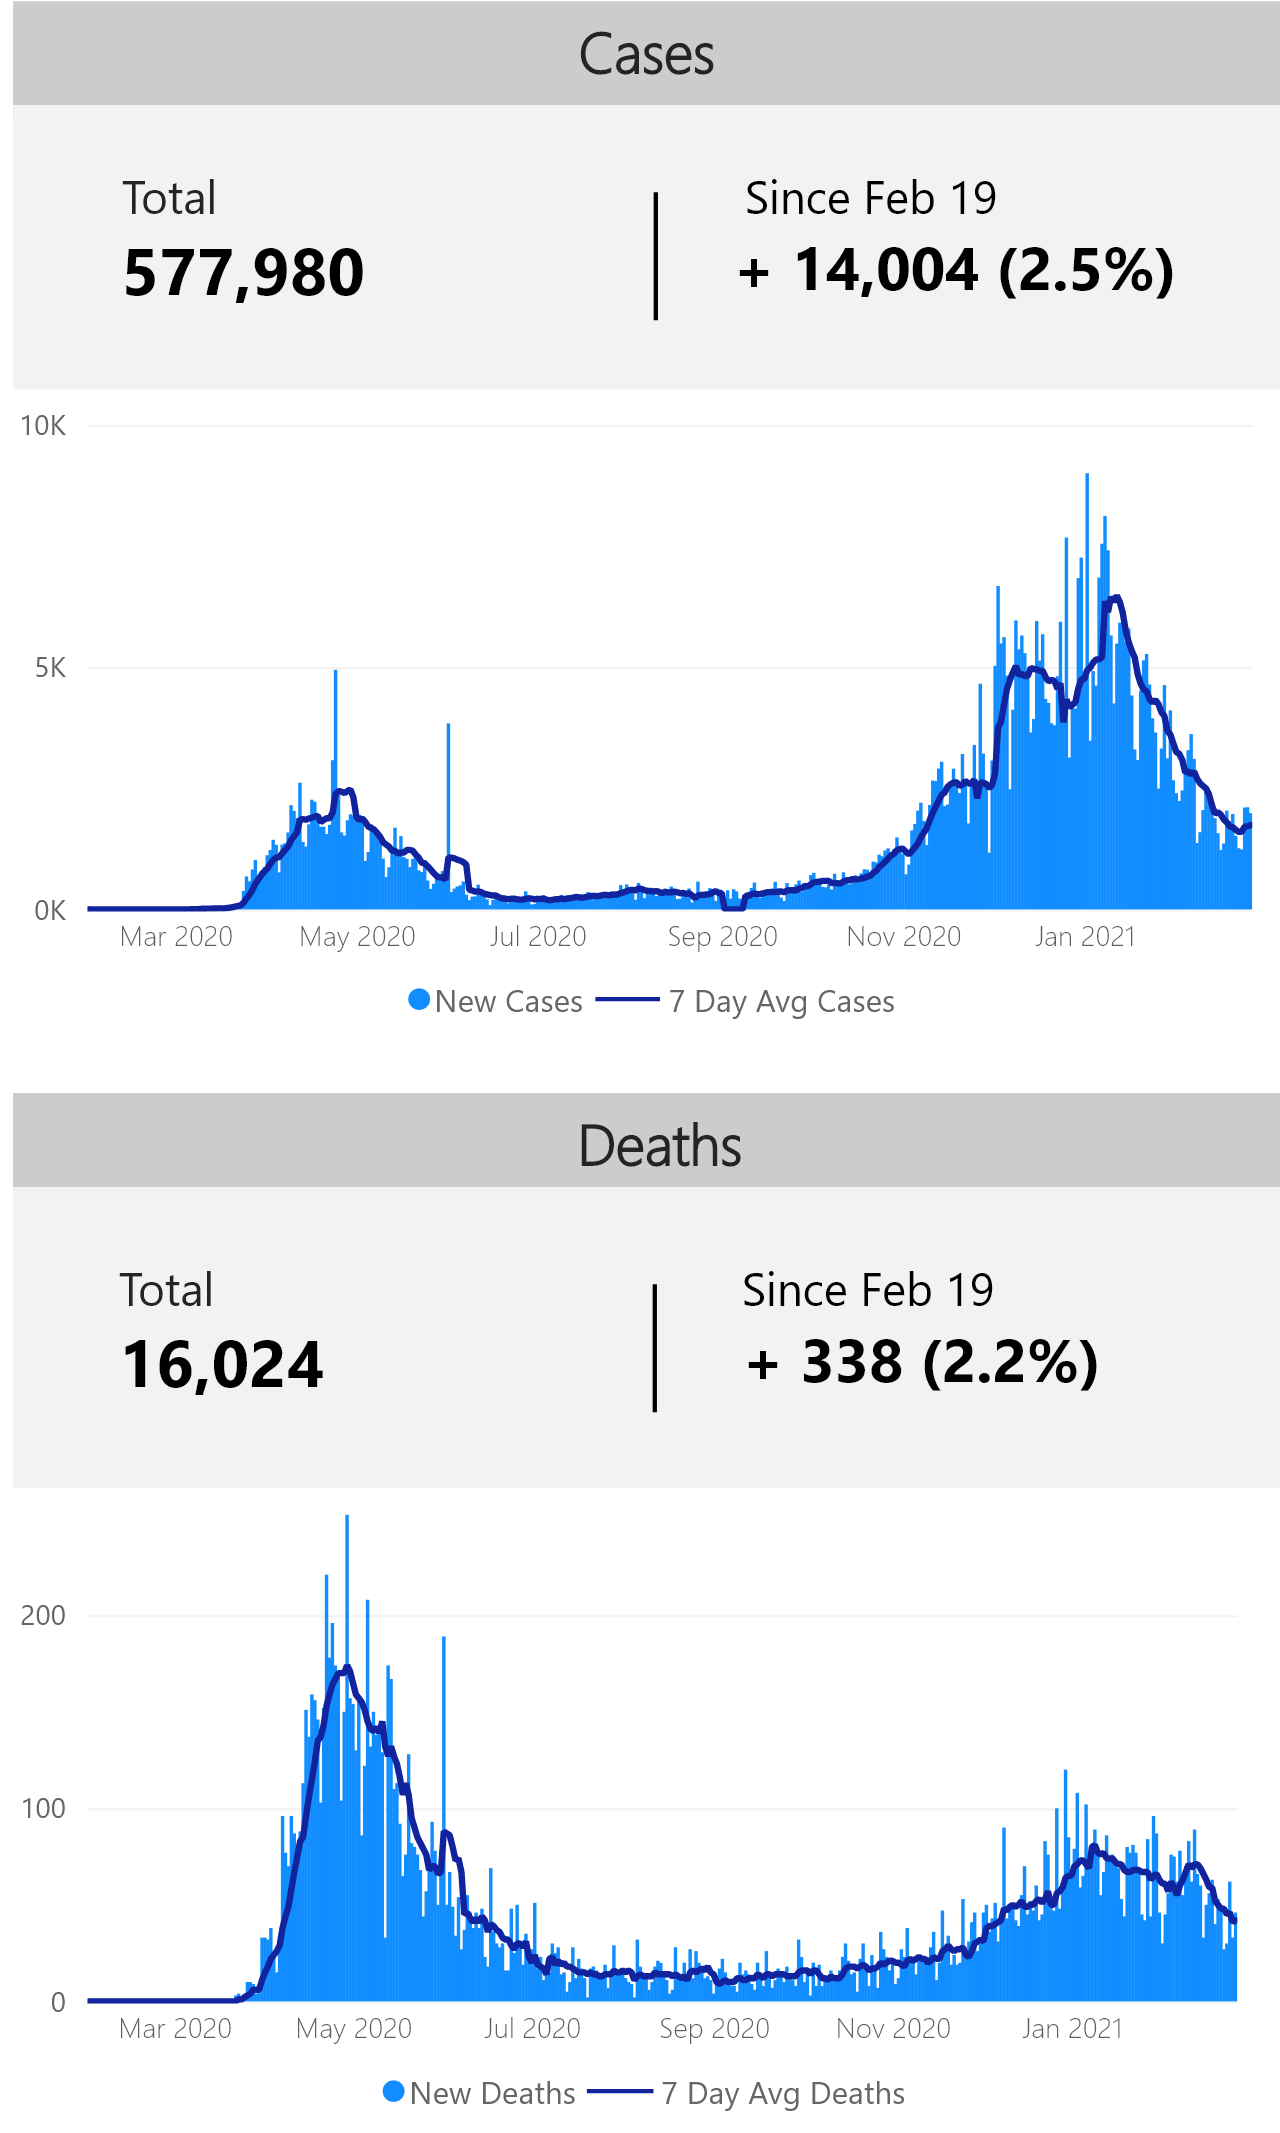 Cases
Total
Since Feb 19
577,980
+ 14,004 (2.5%)
10K
5K
0K
Mar 2020 May 2020 Jul 2020 Sep 2020 Nov 2020 Jan 2021
New Cases 7 Day Avg Cases
Deaths
Total
Since Feb 19
16,024
+ 338 (2.2%)
200
100
0
Mar 2020 May 2020 Jul 2020 Sep 2020 Nov 2020 Jan 2021
New Deaths 7 Day Avg Deaths